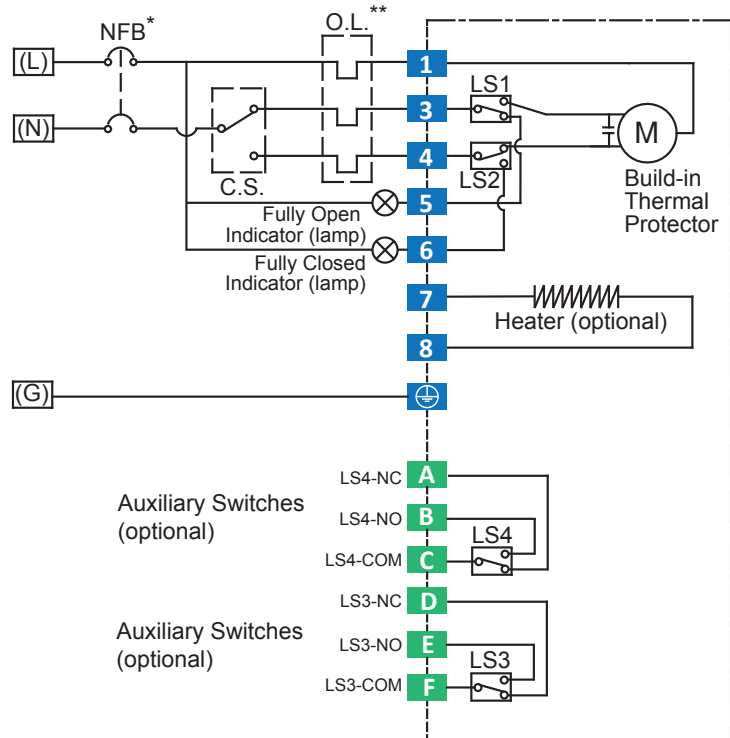 NFB*
O.L.**
(L)
1
LS1
3
(N)
M
4
C.S.
LS2
Build-in
Thermal
Protector
5
Fully Open
Indicator (lamp)
6
Fully Closed
Indicator (lamp)
7
Heater (optional)
8
(G)
LS4-NC
A
Auxiliary Switches
(optional)
LS4-NO
B
LS4
LS4-COM
C
LS3-NC
D
Auxiliary Switches
(optional)
LS3-NO
E
LS3
LS3-COM
F